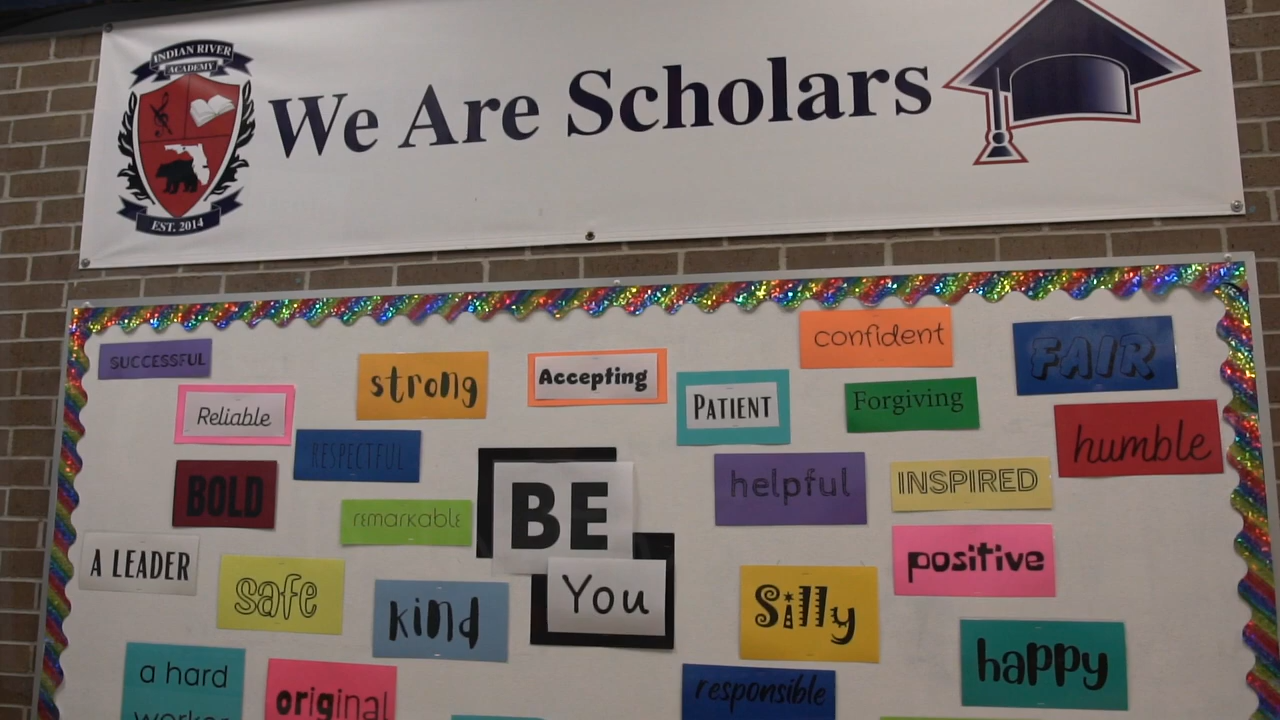 INDIAN RIVER
ACADEMY
EST. 2014
We Are Scholars
SUCCESSFUL
strong
Accepting
confident
FAIR
Reliable
PATIENT
Forgiving
humble
RESPECTFUL
BOLD
remarkable
BE
You
helpful
INSPIRED
A LEADER
safe
kind
Silly
positive
happy
a hard
original
responsible